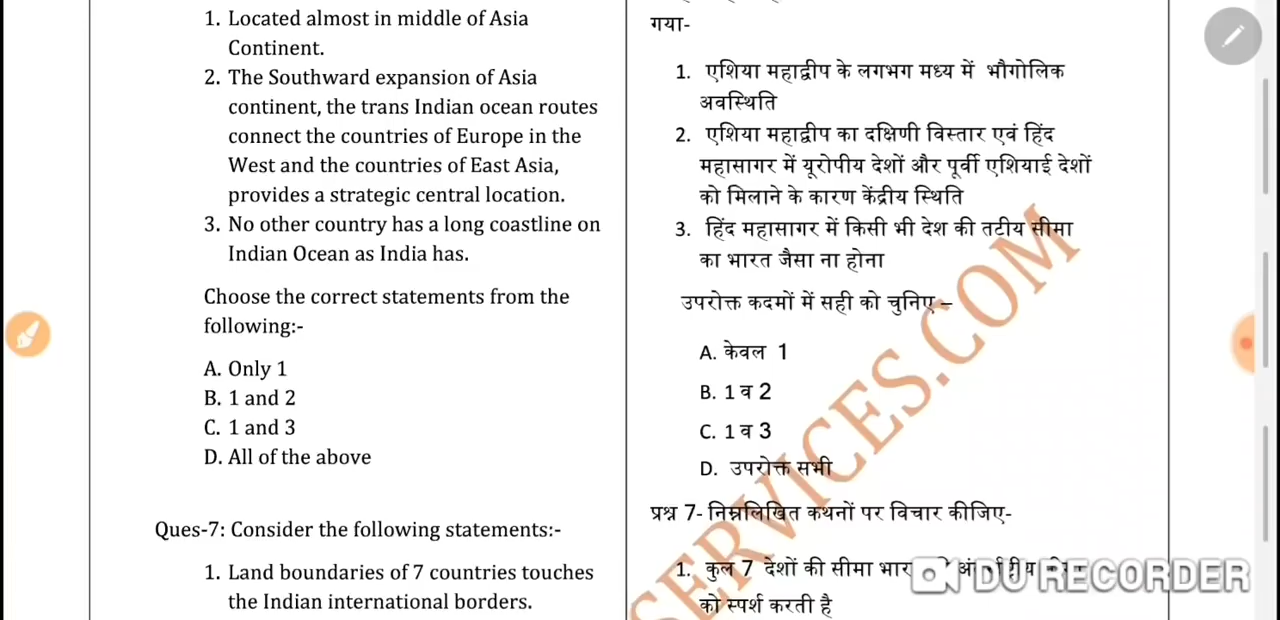 1. Located almost in middle of Asia
Continent.
2. The Southward expansion of Asia
continent, the trans Indian ocean routes
connect the countries of Europe in the
West and the countries of East Asia,
provides a strategic central location.
3. No other country has a long coastline on
Indian Ocean as India has.
Choose the correct statements from the
following:-
A. Only 1
B. 1 and 2
C. 1 and 3
D. All of the above
Ques-7: Consider the following statements:-
1. Land boundaries of 7 countries touches
the Indian international borders.
गया-
1. एशिया महाद्वीप के लगभग मध्य में भौगोलिक
अवस्थिति
2. एशिया महाद्वीप का दक्षिणी विस्तार एवं हिंद
महासागर में यूरोपीय देशों और पूर्वी एशियाई देशों
को मिलाने के कारण केंद्रीय स्थिति
3. हिंद महासागर में किसी भी देश की तटीय सीमा
का भारत जैसा ना होना
उपरोक्त कदमों में सही को चुनिए –
A. केवल 1
B. 1 व 2
C. 1 व 3
D. उपरोक्त सभी
प्रश्न 7- निम्नलिखित कथनों पर विचार कीजिए-
1. कुल 7 देशों की सीमा
को स्पर्श करती है
SERVICES.COM
DU RECORDER